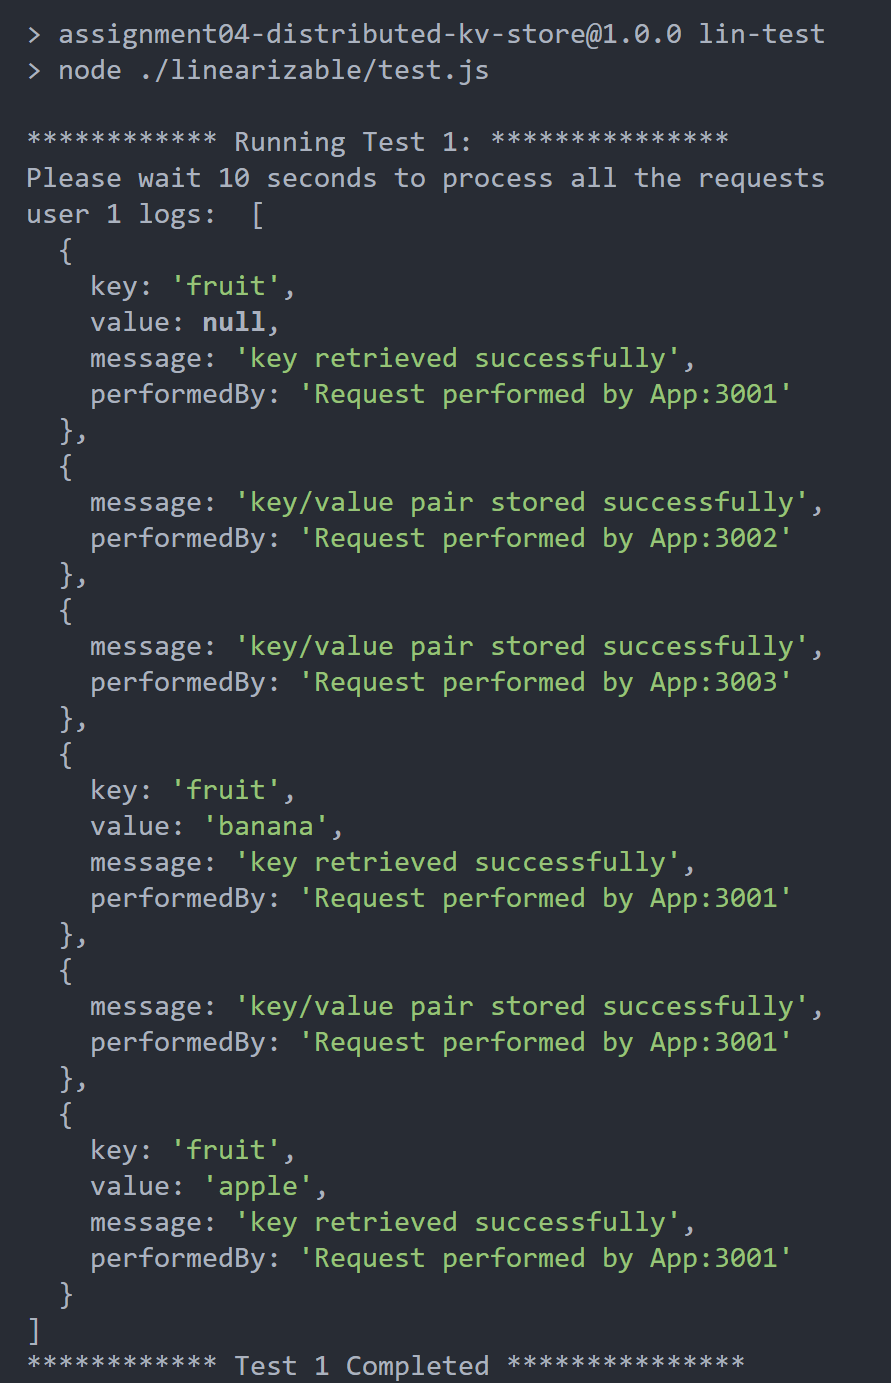 > assignment04-distributed-kv-store@1.0.0 lin-test
> node ./linearizable/test.js
************ Running Test 1: ***************
Please wait 10 seconds to process all the requests
user 1 logs:  [
  {
    key: 'fruit',
    value: null,
    message: 'key retrieved successfully',
    performedBy: 'Request performed by App:3001'
  },
  {
    message: 'key/value pair stored successfully',
    performedBy: 'Request performed by App:3002'
  },
  {
    message: 'key/value pair stored successfully',
    performedBy: 'Request performed by App:3003'
  },
  {
    key: 'fruit',
    value: 'banana',
    message: 'key retrieved successfully',
    performedBy: 'Request performed by App:3001'
  },
  {
    message: 'key/value pair stored successfully',
    performedBy: 'Request performed by App:3001'
  },
  {
    key: 'fruit',
    value: 'apple',
    message: 'key retrieved successfully',
    performedBy: 'Request performed by App:3001'
  }
]
************ Test 1 Completed ***************